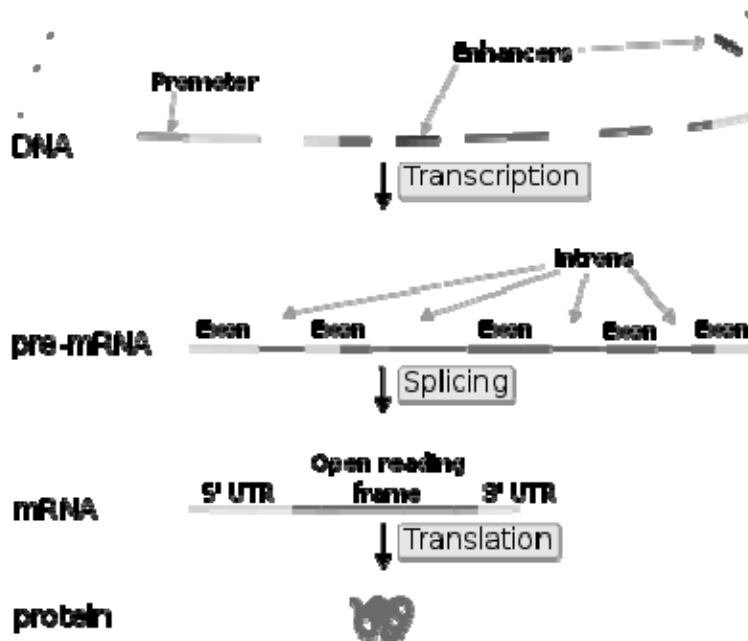 Enhancers
Promoter
DNA
Transcription
Introns
Exon Exon Exon Exon Exon
pre-mRNA
Splicing
Open reading
5' UTR frame 3' UTR
mRNA
Translation
protein